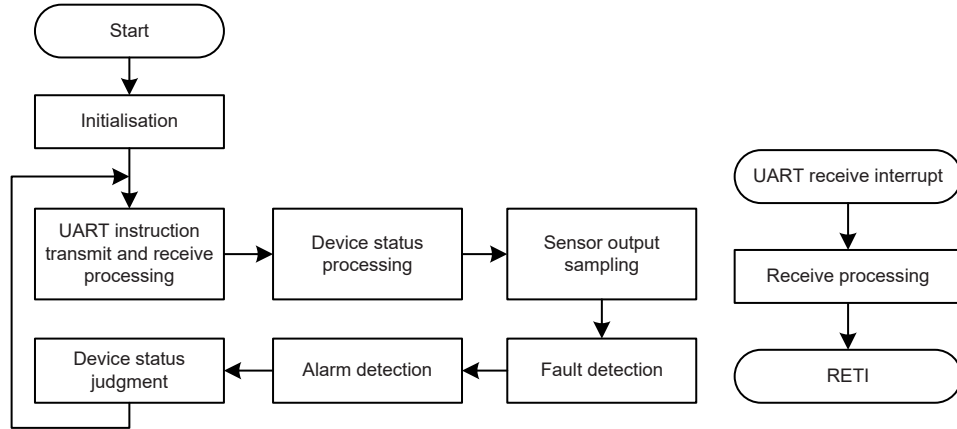 Start
Initialisation
UART instruction
transmit and receive
processing
Device status
processing
Sensor output
sampling
Fault detection
Alarm detection
Device status
judgment
UART receive interrupt
Receive processing
RETI